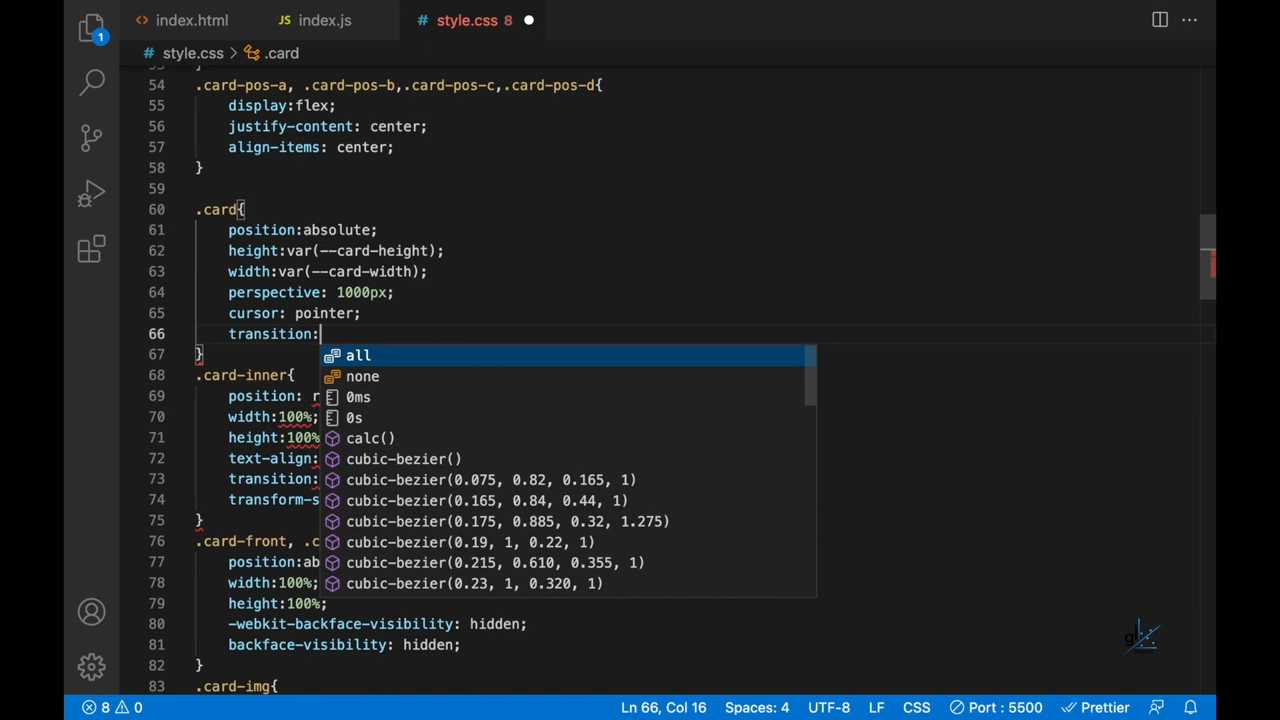 index.html
JS index.js
# style.css 8
1
# style.css > .card
54 .card-pos-a, .card-pos-b,.card-pos-c,.card-pos-d{
55 display:flex;
56 justify-content: center;
57 align-items: center;
58 }
59
60 .card{
61 position:absolute;
62 height:var(--card-height);
63 width:var(--card-width);
64 perspective: 1000px;
65 cursor: pointer;
66 transition:
67 }
all
68 .card-inner{
none
69 position: r
0ms
70 width:100%;
0s
71 height:100%
calc()
72 text-align:
cubic-bezier()
73 transition:
cubic-bezier(0.075, 0.82, 0.165, 1)
74 transform-s
cubic-bezier(0.165, 0.84, 0.44, 1)
75 }
cubic-bezier(0.175, 0.885, 0.32, 1.275)
76 .card-front, .c
cubic-bezier(0.19, 1, 0.22, 1)
77 position:ab
cubic-bezier(0.215, 0.610, 0.355, 1)
78 width:100%;
cubic-bezier(0.23, 1, 0.320, 1)
79 height:100%;
80 -webkit-backface-visibility: hidden;
81 backface-visibility: hidden;
82 }
83 .card-img{
8 0 Ln 66, Col 16 Spaces: 4 UTF-8 LF CSS Port : 5500 Prettier